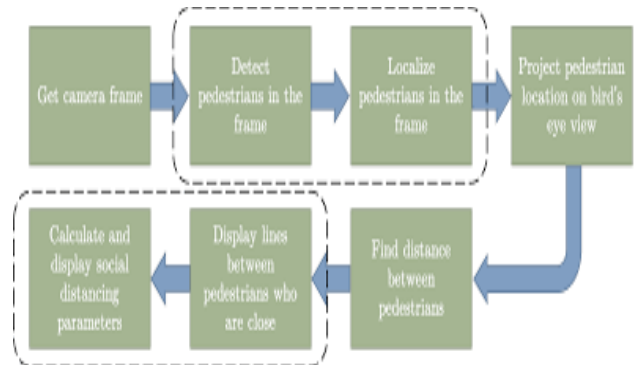 Get camera frame
Detect
pedestrians in the
frame
Localize
pedestrians in the
frame
Project pedestrian
location on bird's
eye view
Find distance
between
pedestrians
Display lines
between
pedestrians who
are close
Calculate and
display social
distancing
parameters